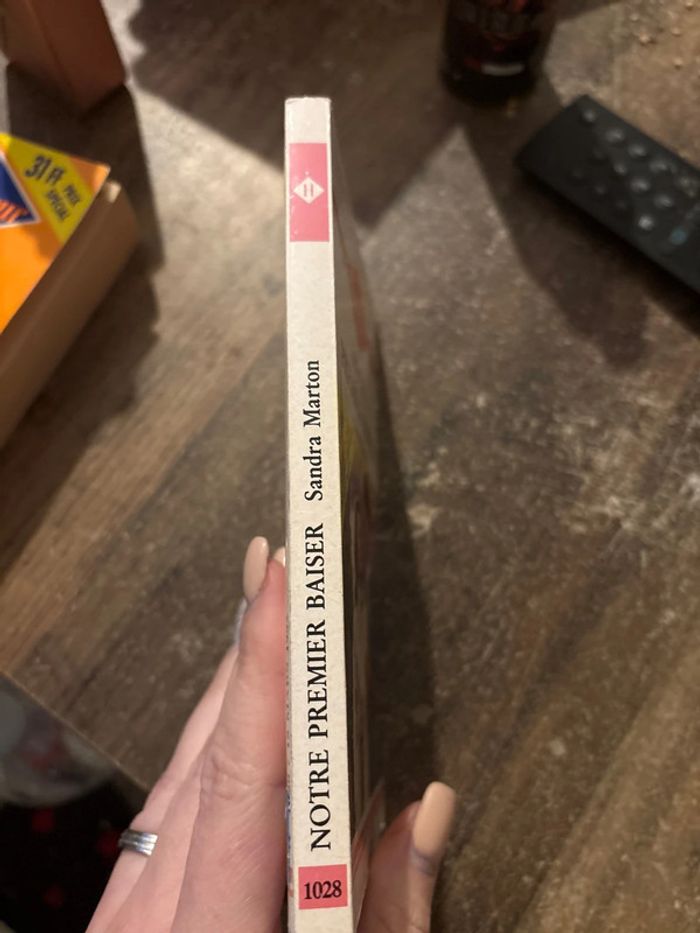 NOTRE PREMIER BAISER Sandra Marton
1028
31 FF PRIX
SPÉCIAL